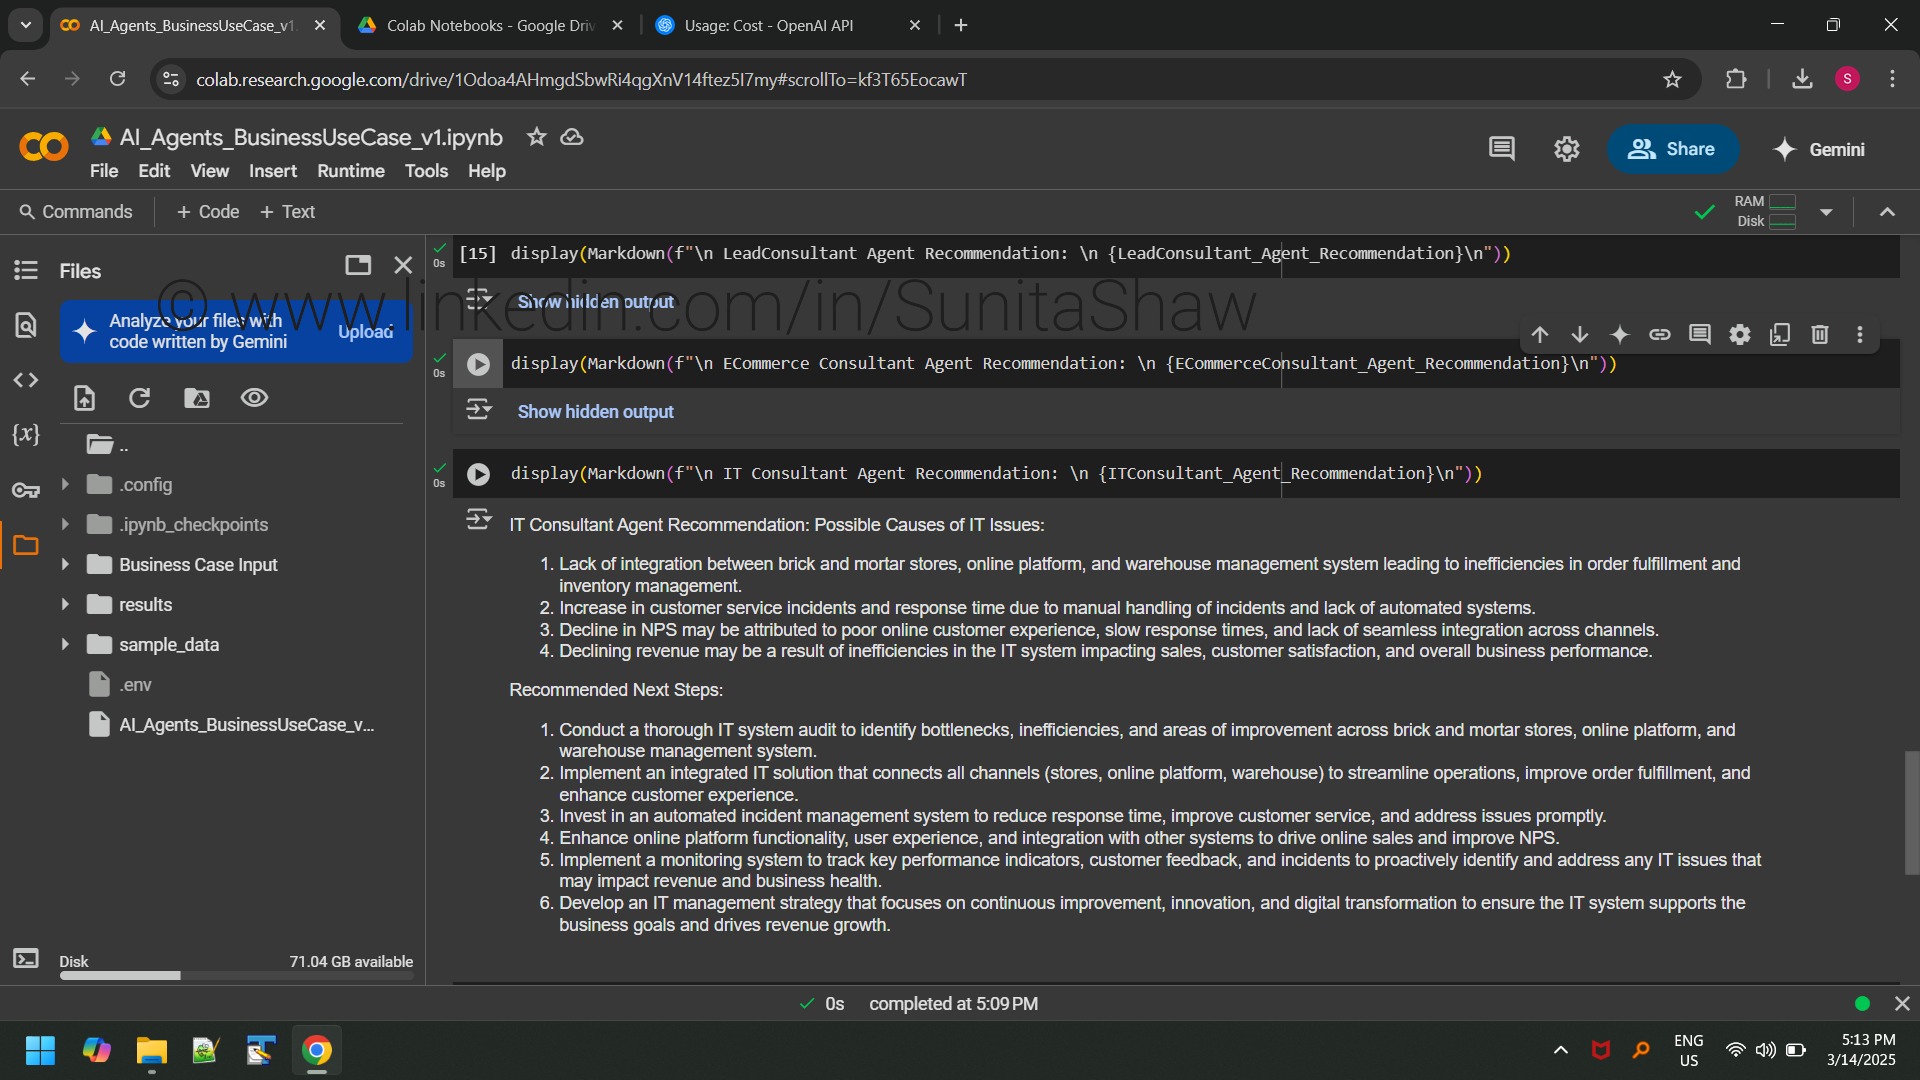 AI_Agents_BusinessUseCase_v1.
Colab Notebooks - Google Driv
Usage: Cost - OpenAI API
colab.research.google.com/drive/1Odoa4AHmgdSbwRi4qgXnV14ftez5I7my#scrollTo=kf3T65EocawT
S
AI_Agents_BusinessUseCase_v1.ipynb
File Edit View Insert Runtime Tools Help
Share
Gemini
Commands
+ Code + Text
RAM
Disk
Files
Analyze your files with
code written by Gemini
Upload
..
.config
.ipynb_checkpoints
Business Case Input
results
sample_data
.env
AI_Agents_BusinessUseCase_v...
Disk 71.04 GB available
© www.linkedin.com/in/SunitaShaw
0s
[15] display(Markdown(f"\n LeadConsultant Agent Recommendation: \n {LeadConsultant_Agent_Recommendation}\n"))
Show hidden output
0s
display(Markdown(f"\n ECommerce Consultant Agent Recommendation: \n {ECommerceConsultant_Agent_Recommendation}\n"))
Show hidden output
0s
display(Markdown(f"\n IT Consultant Agent Recommendation: \n {ITConsultant_Agent_Recommendation}\n"))
IT Consultant Agent Recommendation: Possible Causes of IT Issues:
1. Lack of integration between brick and mortar stores, online platform, and warehouse management system leading to inefficiencies in order fulfillment and
inventory management.
2. Increase in customer service incidents and response time due to manual handling of incidents and lack of automated systems.
3. Decline in NPS may be attributed to poor online customer experience, slow response times, and lack of seamless integration across channels.
4. Declining revenue may be a result of inefficiencies in the IT system impacting sales, customer satisfaction, and overall business performance.
Recommended Next Steps:
1. Conduct a thorough IT system audit to identify bottlenecks, inefficiencies, and areas of improvement across brick and mortar stores, online platform, and
warehouse management system.
2. Implement an integrated IT solution that connects all channels (stores, online platform, warehouse) to streamline operations, improve order fulfillment, and
enhance customer experience.
3. Invest in an automated incident management system to reduce response time, improve customer service, and address issues promptly.
4. Enhance online platform functionality, user experience, and integration with other systems to drive online sales and improve NPS.
5. Implement a monitoring system to track key performance indicators, customer feedback, and incidents to proactively identify and address any IT issues that
may impact revenue and business health.
6. Develop an IT management strategy that focuses on continuous improvement, innovation, and digital transformation to ensure the IT system supports the
business goals and drives revenue growth.
0s completed at 5:09 PM
ENG
US
5:13 PM
3/14/2025